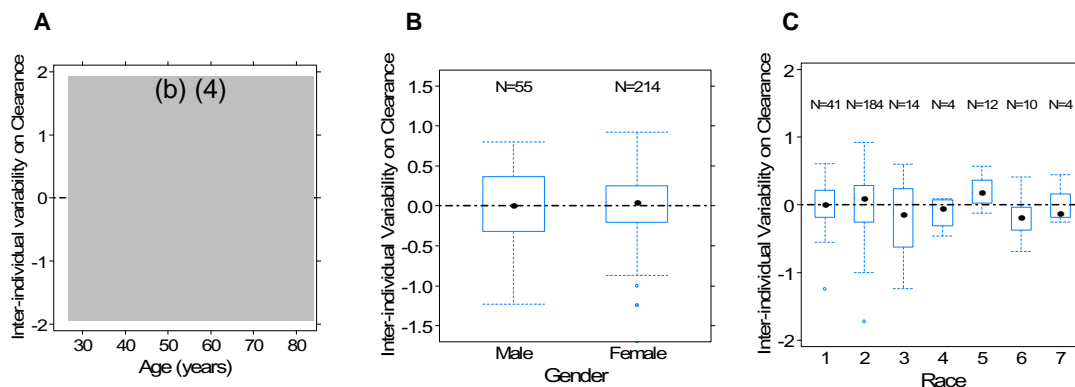 A
Inter-individual variability on Clearance
2
1
0
-1
-2
(b) (4)
30 40 50 60 70 80
Age (years)
B
Inter-individual Variability on Clearance
1.5
1.0
0.5
0.0
-0.5
-1.0
-1.5
N=55 N=214
Male Female
Gender
C
Inter-individual Variability on Clearance
2
1
0
-1
-2
N=41 N=184 N=14 N=4 N=12 N=10 N=4
1 2 3 4 5 6 7
Race